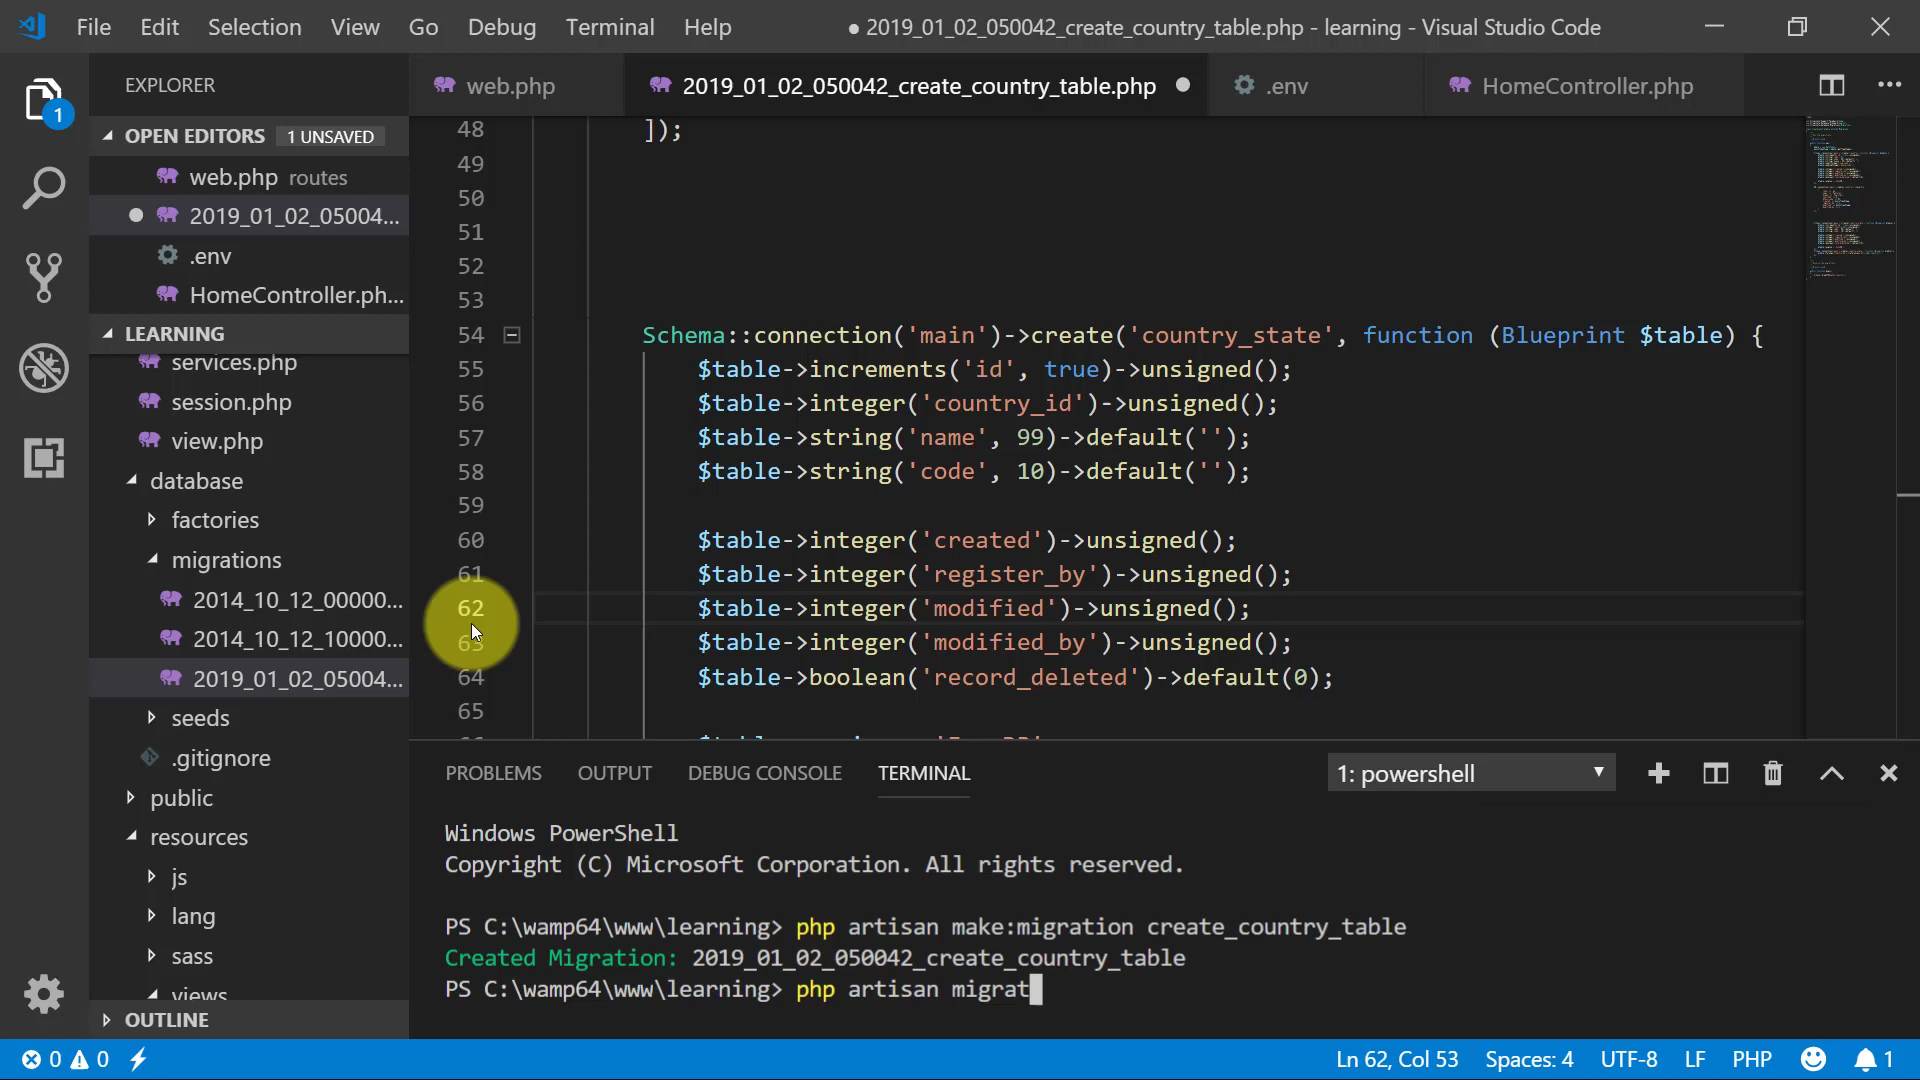 File Edit Selection View Go Debug Terminal Help
● 2019_01_02_050042_create_country_table.php - learning - Visual Studio Code
EXPLORER
web.php
2019_01_02_050042_create_country_table.php ●
.env
HomeController.php
OPEN EDITORS 1 UNSAVED
web.php routes
2019_01_02_05004...
.env
HomeController.ph...
LEARNING
services.php
session.php
view.php
database
factories
migrations
2014_10_12_00000...
2014_10_12_10000...
2019_01_02_05004...
seeds
.gitignore
public
resources
js
lang
sass
views
OUTLINE
1
48 ]);
49
50
51
52
53
54 Schema::connection('main')->create('country_state', function (Blueprint $table) {
55 $table->increments('id', true)->unsigned();
56 $table->integer('country_id')->unsigned();
57 $table->string('name', 99)->default('');
58 $table->string('code', 10)->default('');
59
60 $table->integer('created')->unsigned();
61 $table->integer('register_by')->unsigned();
62 $table->integer('modified')->unsigned();
63 $table->integer('modified_by')->unsigned();
64 $table->boolean('record_deleted')->default(0);
65
PROBLEMS OUTPUT DEBUG CONSOLE TERMINAL
1: powershell
Windows PowerShell
Copyright (C) Microsoft Corporation. All rights reserved.
PS C:\wamp64\www\learning> php artisan make:migration create_country_table
Created Migration: 2019_01_02_050042_create_country_table
PS C:\wamp64\www\learning> php artisan migrat
0 0
Ln 62, Col 53 Spaces: 4 UTF-8 LF PHP 1